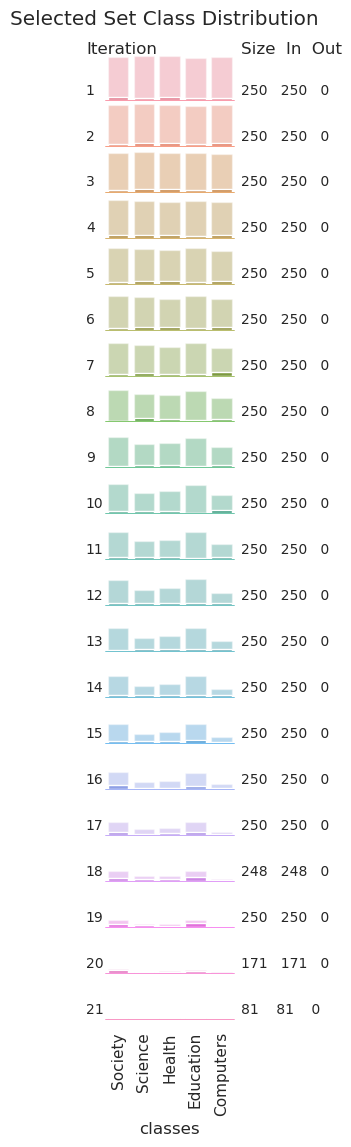 Selected Set Class Distribution
Iteration Size In Out
1 250 250 0
2 250 250 0
3 250 250 0
4 250 250 0
5 250 250 0
6 250 250 0
7 250 250 0
8 250 250 0
9 250 250 0
10 250 250 0
11 250 250 0
12 250 250 0
13 250 250 0
14 250 250 0
15 250 250 0
16 250 250 0
17 250 250 0
18 248 248 0
19 250 250 0
20 171 171 0
21 81 81 0
Society
Science
Health
Education
Computers
classes